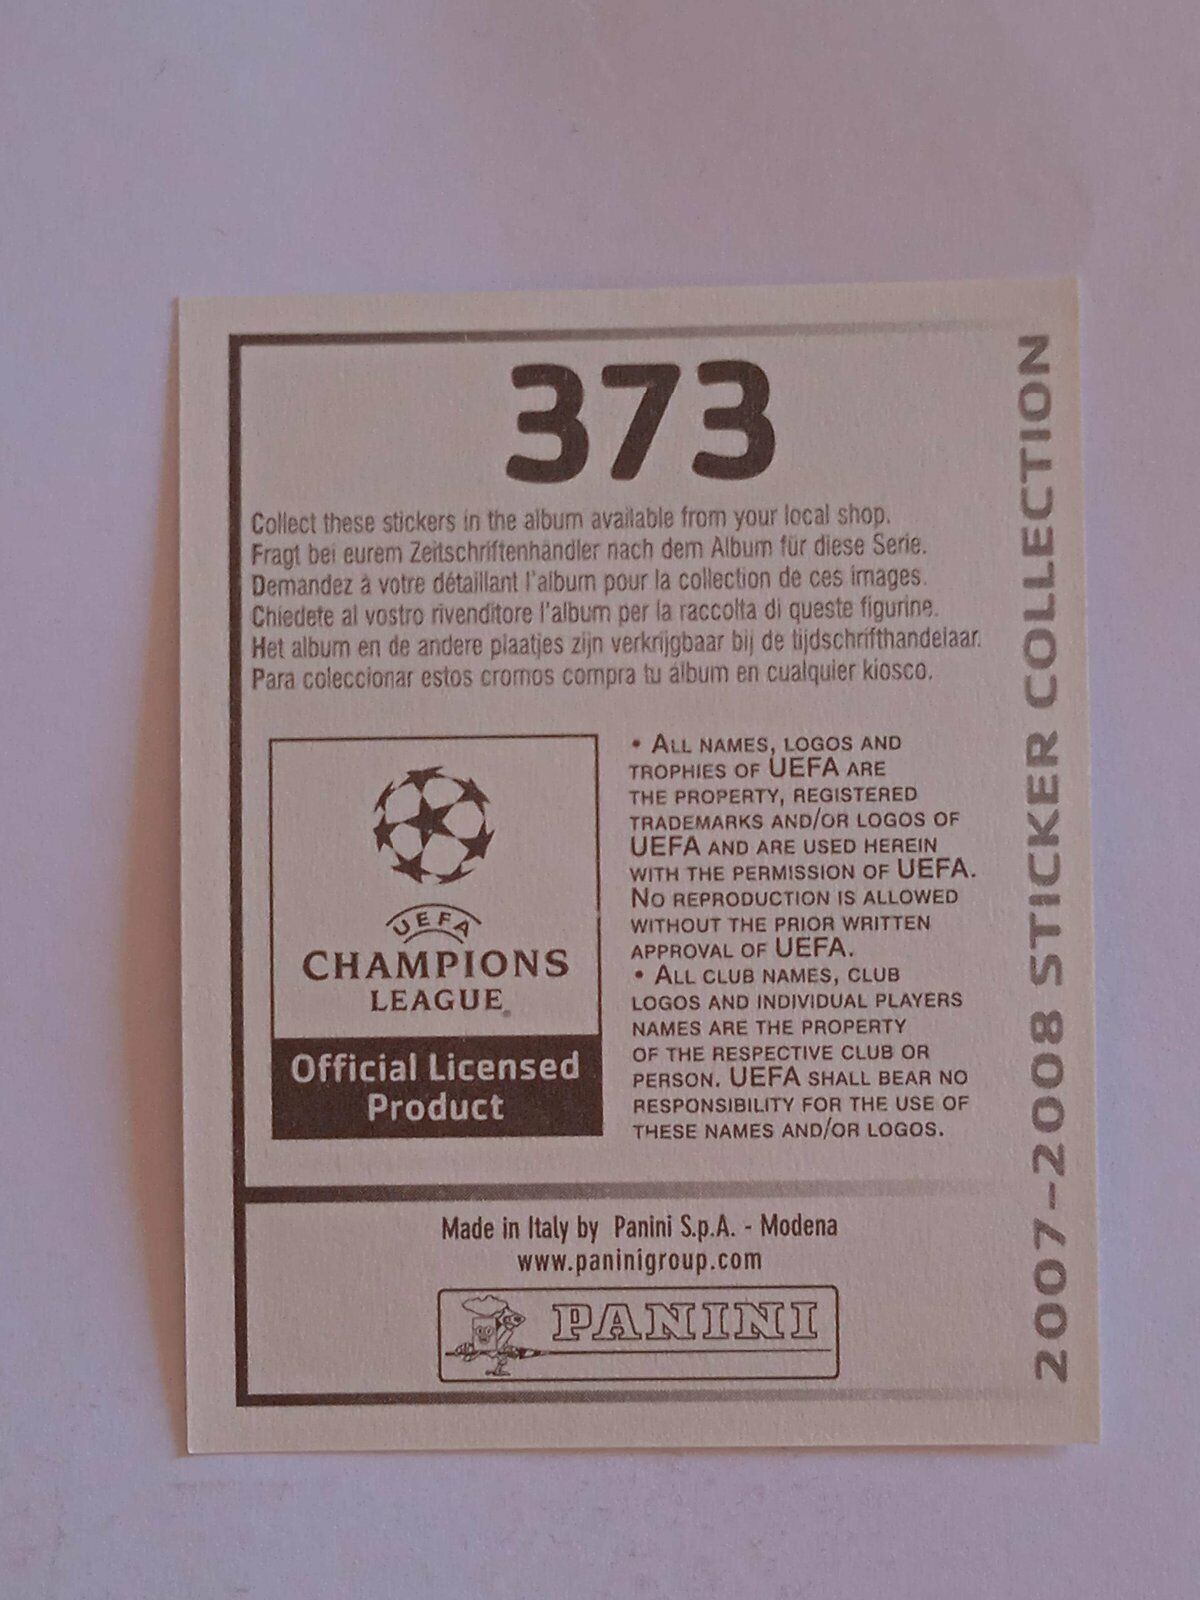 373
Collect these stickers in the album available from your local shop.
Fragt bei eurem Zeitschriftenhändler nach dem Album für diese Serie.
Demandez à votre détaillant l'album pour la collection de ces images.
Chiedete al vostro rivenditore l'album per la raccolta di queste figurine.
Het album en de andere plaatjes zijn verkrijgbaar bij de tijdschrifthandelaar.
Para coleccionar estos cromos compra tu álbum en cualquier kiosco.
UEFA
CHAMPIONS
LEAGUE
Official Licensed
Product
• ALL NAMES, LOGOS AND
TROPHIES OF UEFA ARE
THE PROPERTY, REGISTERED
TRADEMARKS AND/OR LOGOS OF
UEFA AND ARE USED HEREIN
WITH THE PERMISSION OF UEFA.
NO REPRODUCTION IS ALLOWED
WITHOUT THE PRIOR WRITTEN
APPROVAL OF UEFA.
• ALL CLUB NAMES, CLUB
LOGOS AND INDIVIDUAL PLAYERS
NAMES ARE THE PROPERTY
OF THE RESPECTIVE CLUB OR
PERSON. UEFA SHALL BEAR NO
RESPONSIBILITY FOR THE USE OF
THESE NAMES AND/OR LOGOS.
Made in Italy by Panini S.p.A. - Modena
www.paninigroup.com
PANINI
2007-2008 STICKER COLLECTION